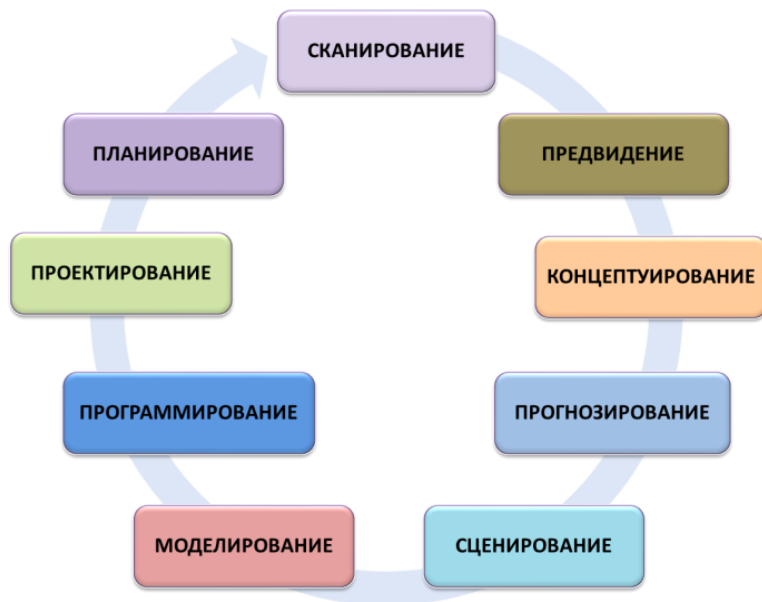 СКАНИРОВАНИЕ
ПРЕДВИДЕНИЕ
КОНЦЕПТУИРОВАНИЕ
ПРОГНОЗИРОВАНИЕ
СЦЕНИРОВАНИЕ
МОДЕЛИРОВАНИЕ
ПРОГРАММИРОВАНИЕ
ПРОЕКТИРОВАНИЕ
ПЛАНИРОВАНИЕ